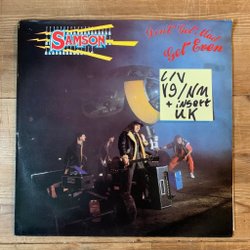 SAMSON
Don't Get Mad
Get Even
C/V
VG/NM
+ insert
UK